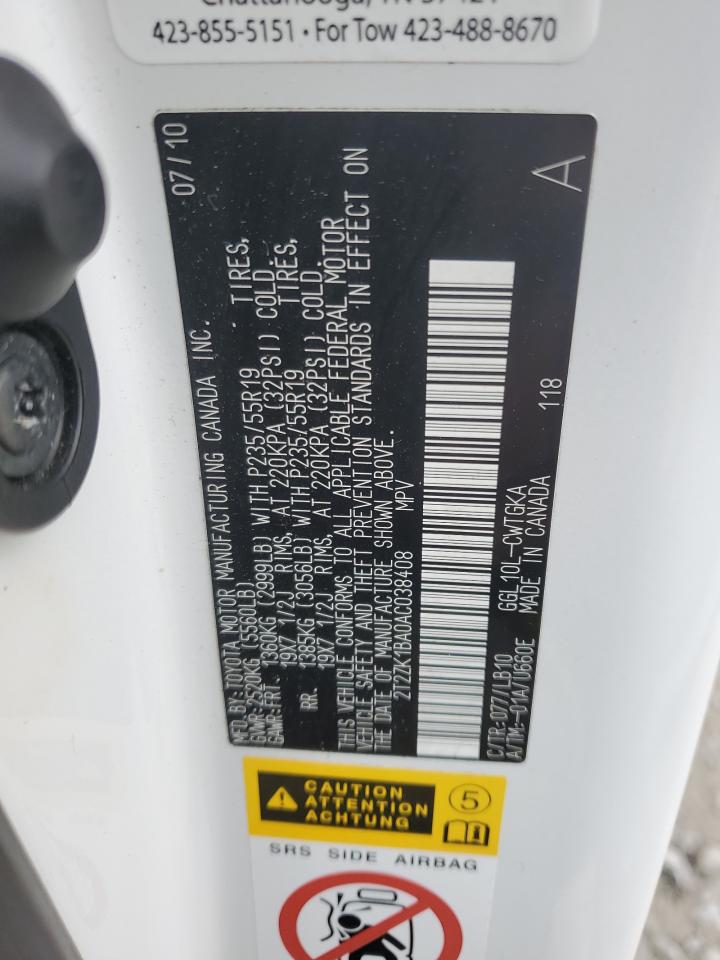 423-855-5151 • For Tow 423-488-8670
MFD. BY: TOYOTA MOTOR MANUFACTURING CANADA INC. 07/10
GVWR 2520KG (5560LB)
GAWR: FRT. 1360KG (2999LB) WITH P235/55R19 TIRES,
19X7 1/2J RIMS, AT 220KPA (32PSI) COLD.
RR. 1385KG (3056LB) WITH P235/55R19 TIRES,
19X7 1/2J RIMS, AT 220KPA (32PSI) COLD.
THIS VEHICLE CONFORMS TO ALL APPLICABLE FEDERAL MOTOR
VEHICLE SAFETY AND THEFT PREVENTION STANDARDS IN EFFECT ON
THE DATE OF MANUFACTURE SHOWN ABOVE.
2T2ZK1BA0AC038408 MPV
A
C/TR: 077/LB10 GGL10L-CWTGKA 118
A/TM:-01A/U660E MADE IN CANADA
CAUTION
ATTENTION
ACHTUNG
5
SRS SIDE AIRBAG